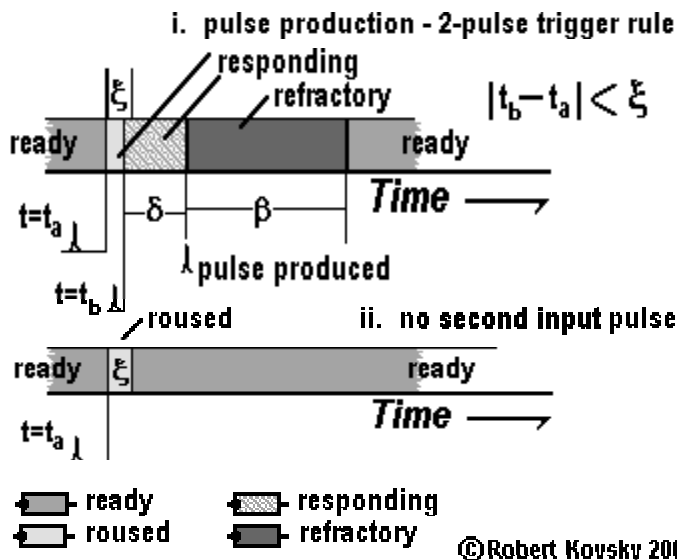 i. pulse production - 2-pulse trigger rule
responding
ξ
refractory
|t_b – t_a| < ξ
ready
ready
δ
β
Time
t=t_a
pulse produced
t=t_b
roused
ii. no second input pulse
ready
ξ
ready
Time
t=t_a
ready
responding
roused
refractory
©Robert Kovsky